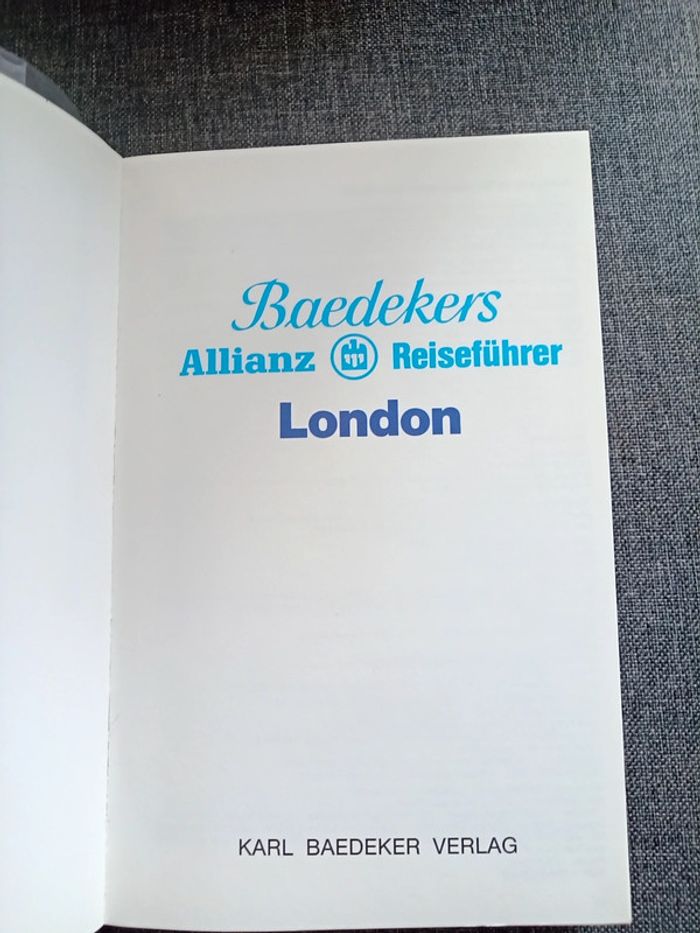 Baedekers
Allianz Reiseführer
London
KARL BAEDEKER VERLAG